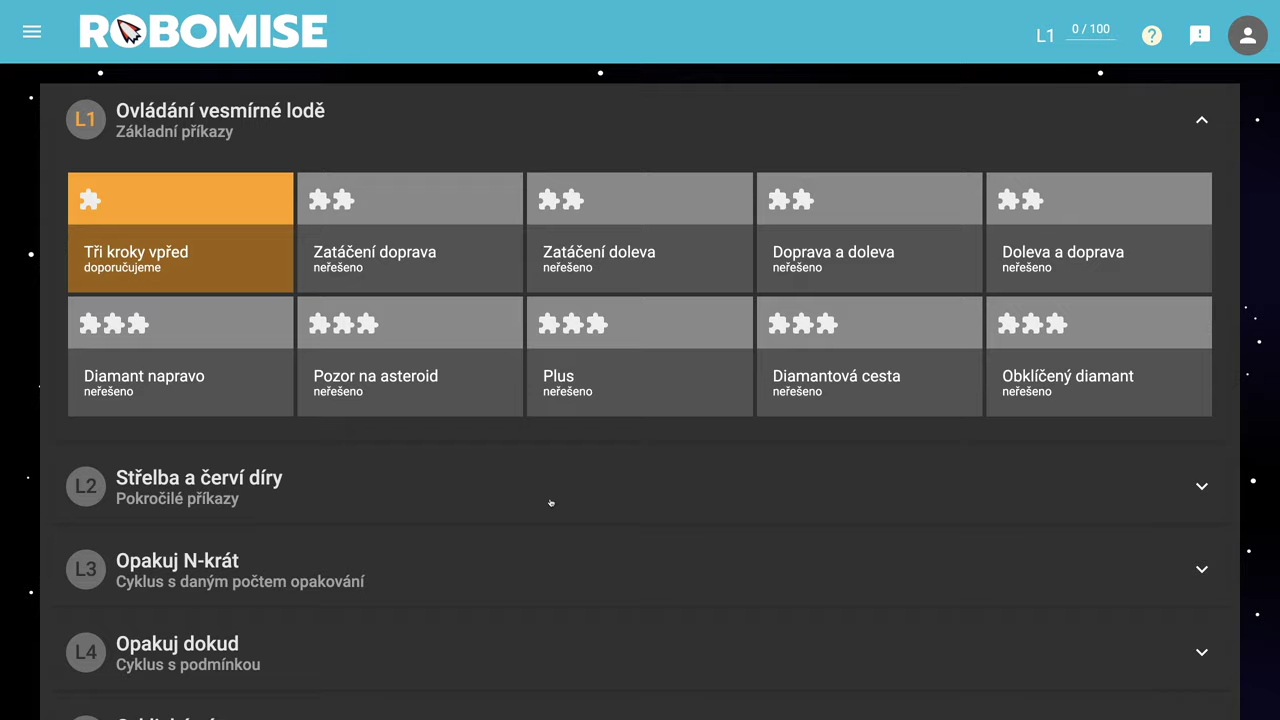 ROBOMISE
L1
0 / 100
?
L1
Ovládání vesmírné lodě
Základní příkazy
Tři kroky vpřed
doporučujeme
Zatáčení doprava
neřešeno
Zatáčení doleva
neřešeno
Doprava a doleva
neřešeno
Doleva a doprava
neřešeno
Diamant napravo
neřešeno
Pozor na asteroid
neřešeno
Plus
neřešeno
Diamantová cesta
neřešeno
Obklíčený diamant
neřešeno
L2
Střelba a červí díry
Pokročilé příkazy
L3
Opakuj N-krát
Cyklus s daným počtem opakování
L4
Opakuj dokud
Cyklus s podmínkou